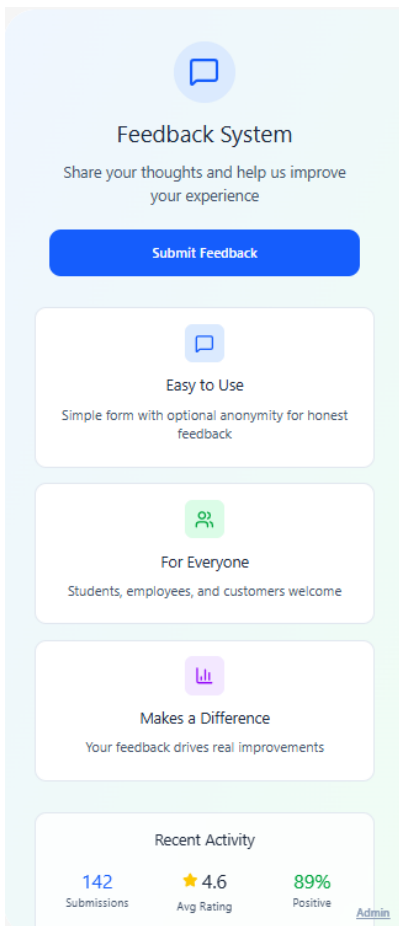 Feedback System
Share your thoughts and help us improve
your experience
Submit Feedback
Easy to Use
Simple form with optional anonymity for honest
feedback
For Everyone
Students, employees, and customers welcome
Makes a Difference
Your feedback drives real improvements
Recent Activity
142 4.6 89%
Submissions Avg Rating Positive
Admin